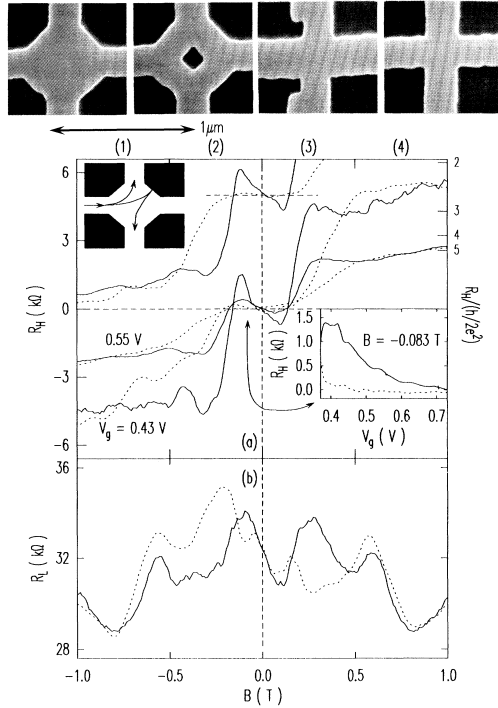 1μm
(1) (2) (3) (4)
6
3
0
-3
-6
R_H (kΩ)
2
3
4
5
R_H/(h/2e²)
0.55 V
V_g = 0.43 V
(a)
1.5
1.0
0.5
0.0
R_H (kΩ)
B = −0.083 T
0.4 0.5 0.6 0.7
V_g (V)
(b)
36
32
28
R_L (kΩ)
−1.0 −0.5 0.0 0.5 1.0
B (T)